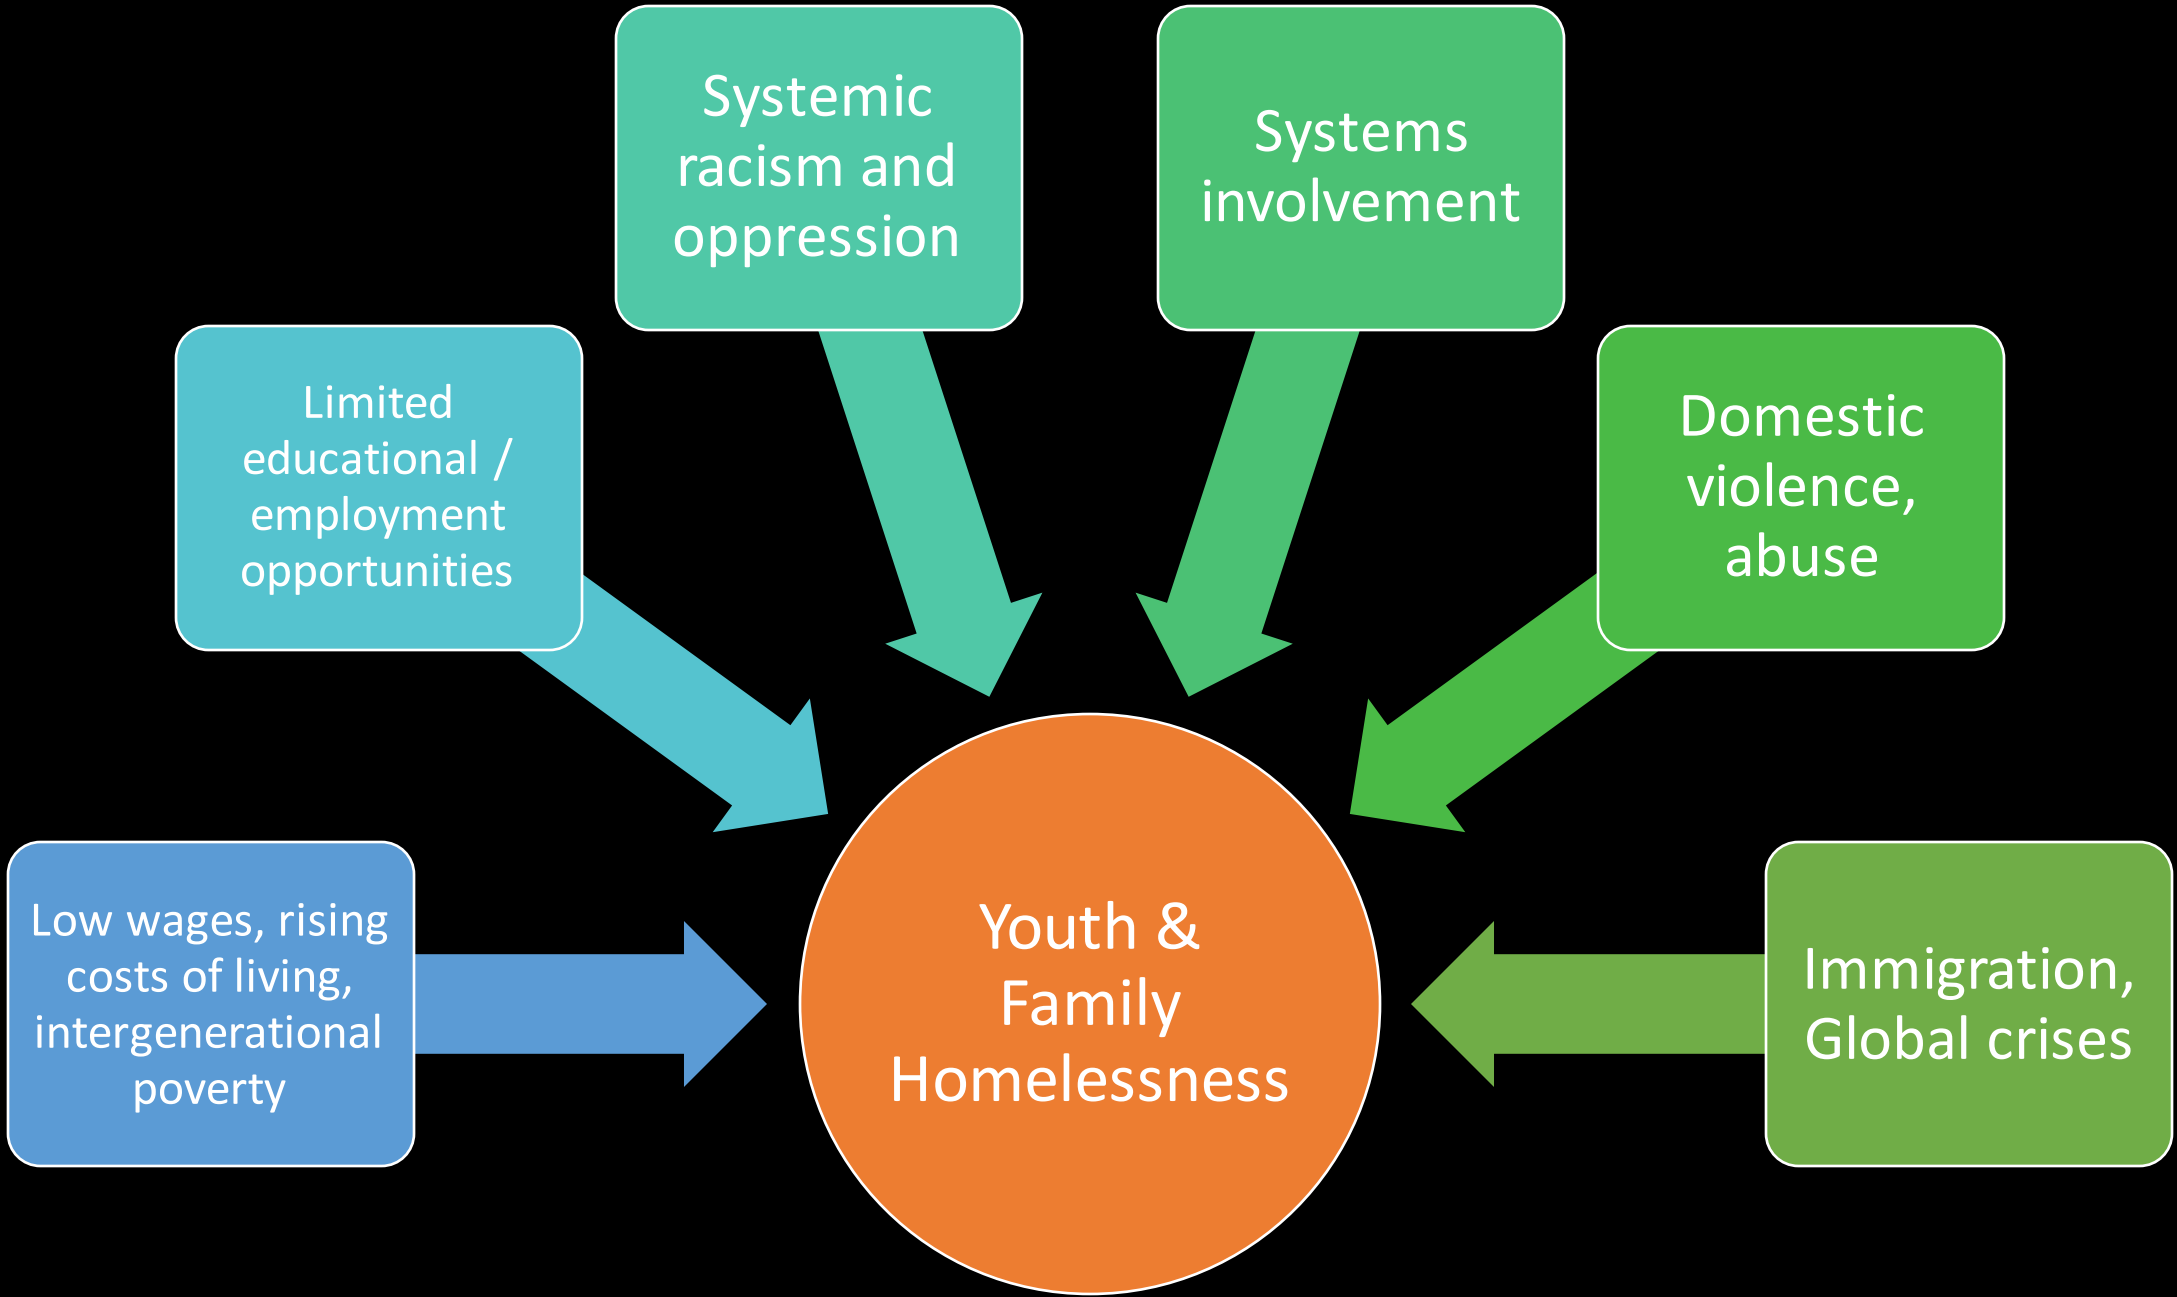 Systemic
racism and
oppression
Systems
involvement
Limited
educational /
employment
opportunities
Domestic
violence,
abuse
Low wages, rising
costs of living,
intergenerational
poverty
Youth &
Family
Homelessness
Immigration,
Global crises